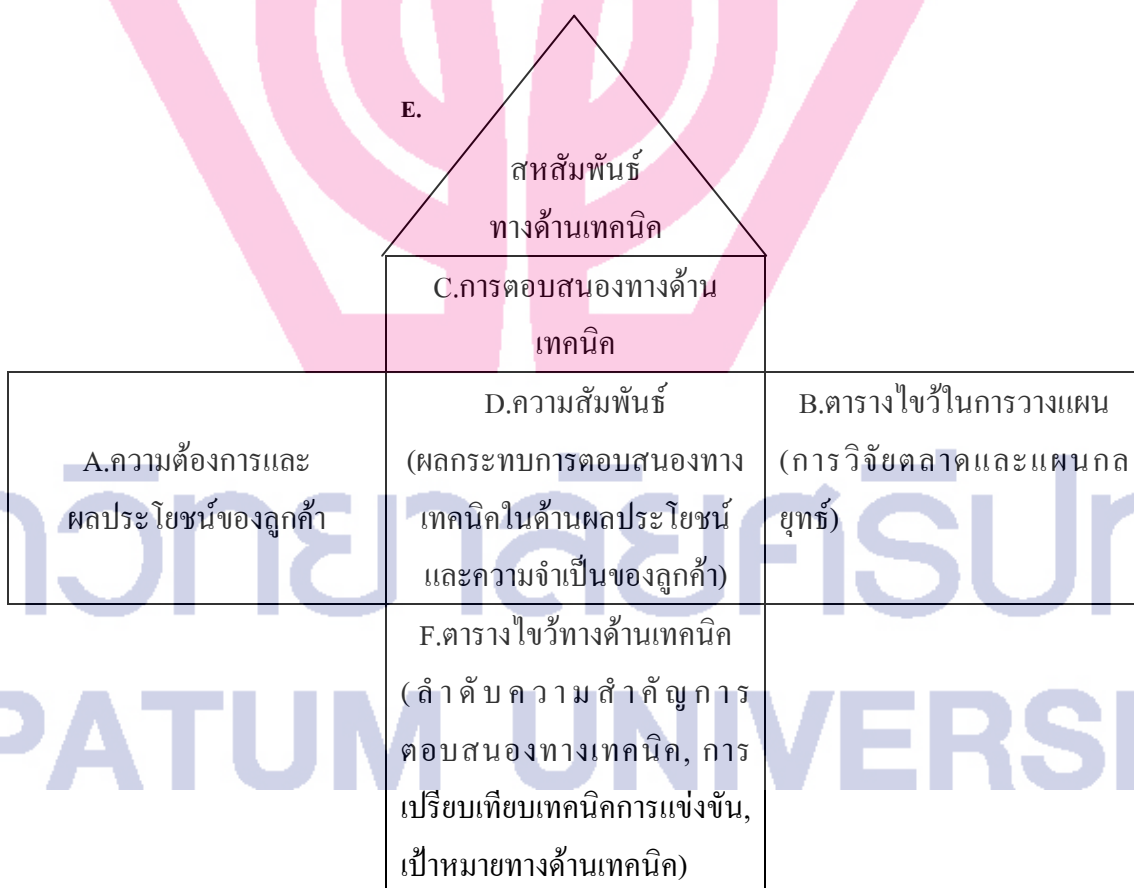 E.
สหสัมพันธ์
ทางด้านเทคนิค
C.การตอบสนองทางด้าน
เทคนิค
A.ความต้องการและ
ผลประโยชน์ของลูกค้า
D.ความสัมพันธ์
(ผลกระทบการตอบสนองทาง
เทคนิคในด้านผลประโยชน์
และความจำเป็นของลูกค้า)
B.ตารางไขว้ในการวางแผน
(การวิจัยตลาดและแผนกล
ยุทธ์)
F.ตารางไขว้ทางด้านเทคนิค
(ลำดับความสำคัญการ
ตอบสนองทางเทคนิค, การ
เปรียบเทียบเทคนิคการแข่งขัน,
เป้าหมายทางด้านเทคนิค)
าวิทยาลัยศรีปท
PATUM UNIVERSI